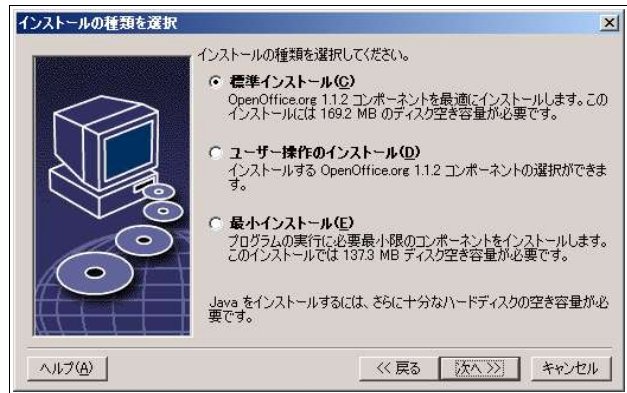 インストールの種類を選択
インストールの種類を選択してください。
標準インストール(C)
OpenOffice.org 1.1.2 コンポーネントを最適にインストールします。この
インストールには 169.2 MB のディスク空き容量が必要です。
ユーザー操作のインストール(D)
インストールする OpenOffice.org 1.1.2 コンポーネントの選択ができま
す。
最小インストール(E)
プログラムの実行に必要最小限のコンポーネントをインストールします。
このインストールでは 137.3 MB ディスク空き容量が必要です。
Java をインストールするには、さらに十分なハードディスクの空き容量が必
要です。
ヘルプ(A)
<< 戻る
次へ >>
キャンセル